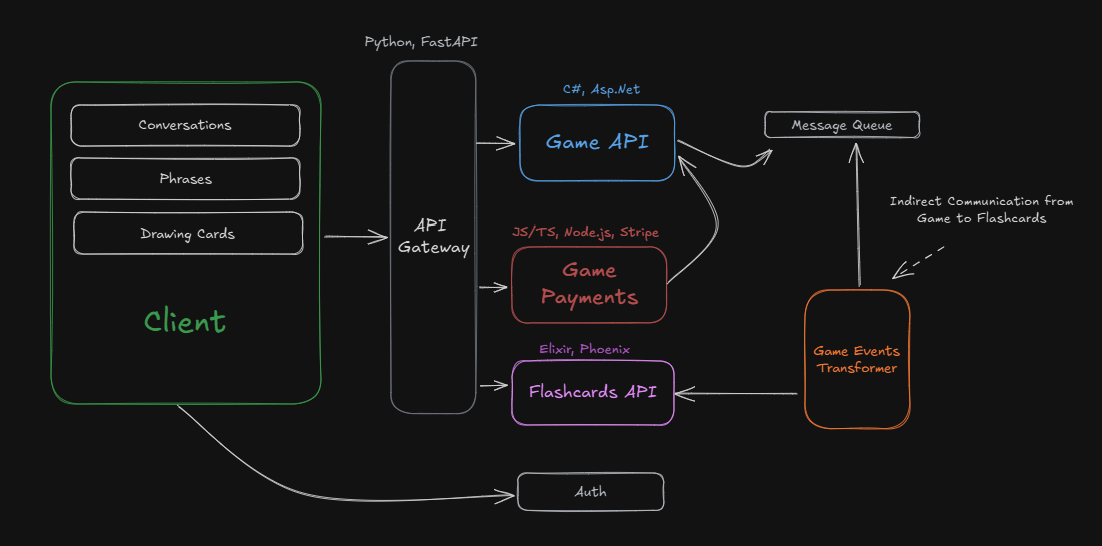 Python, FastAPI
Conversations
Phrases
Drawing Cards
Client
API
Gateway
C#, Asp.Net
Game API
JS/TS, Node.js, Stripe
Game
Payments
Elixir, Phoenix
Flashcards API
Auth
Message Queue
Indirect Communication from
Game to Flashcards
Game Events
Transformer